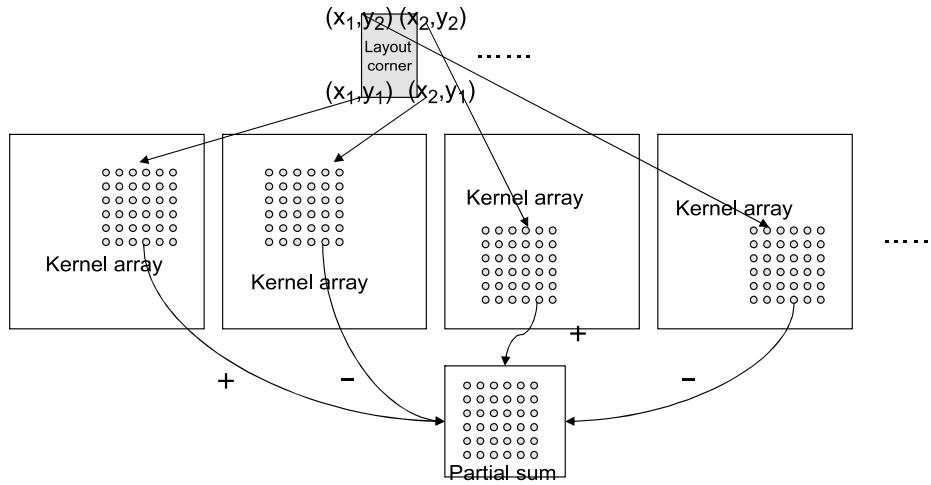 (x₁,y₂) (x₂,y₂)
Layout
corner
......
(x₁,y₁) (x₂,y₁)
Kernel array
Kernel array
Kernel array
Kernel array
......
+
−
+
−
Partial sum